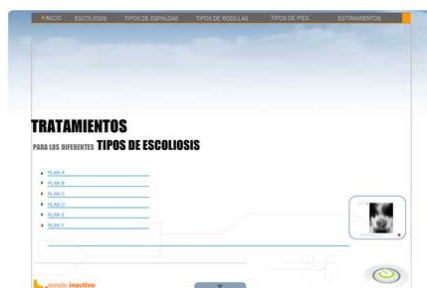 INICIO ESCOLIOSIS TIPOS DE ESPALDAS TIPOS DE RODILLAS TIPOS DE PIES ESTIRAMIENTOS
TRATAMIENTOS
PARA LOS DIFERENTES TIPOS DE ESCOLIOSIS
PLAN A
PLAN B
PLAN C
PLAN D
PLAN E
PLAN F
sonido inactivo